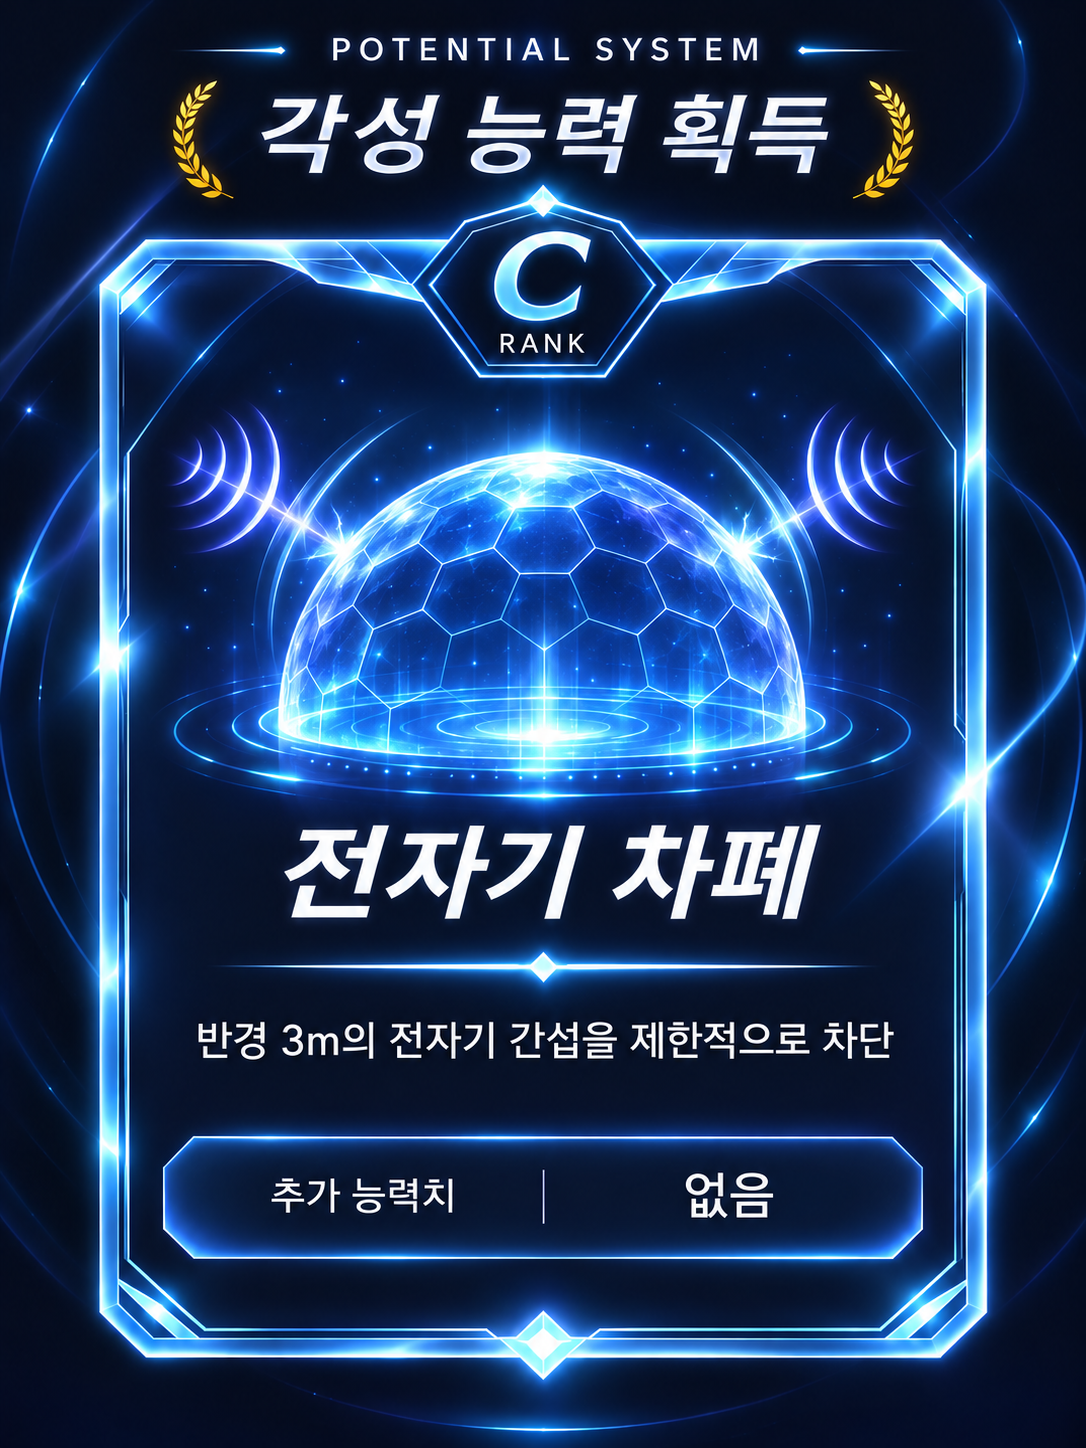 POTENTIAL SYSTEM
각성 능력 획득
C
RANK
전자기 차폐
반경 3m의 전자기 간섭을 제한적으로 차단
추가 능력치
없음